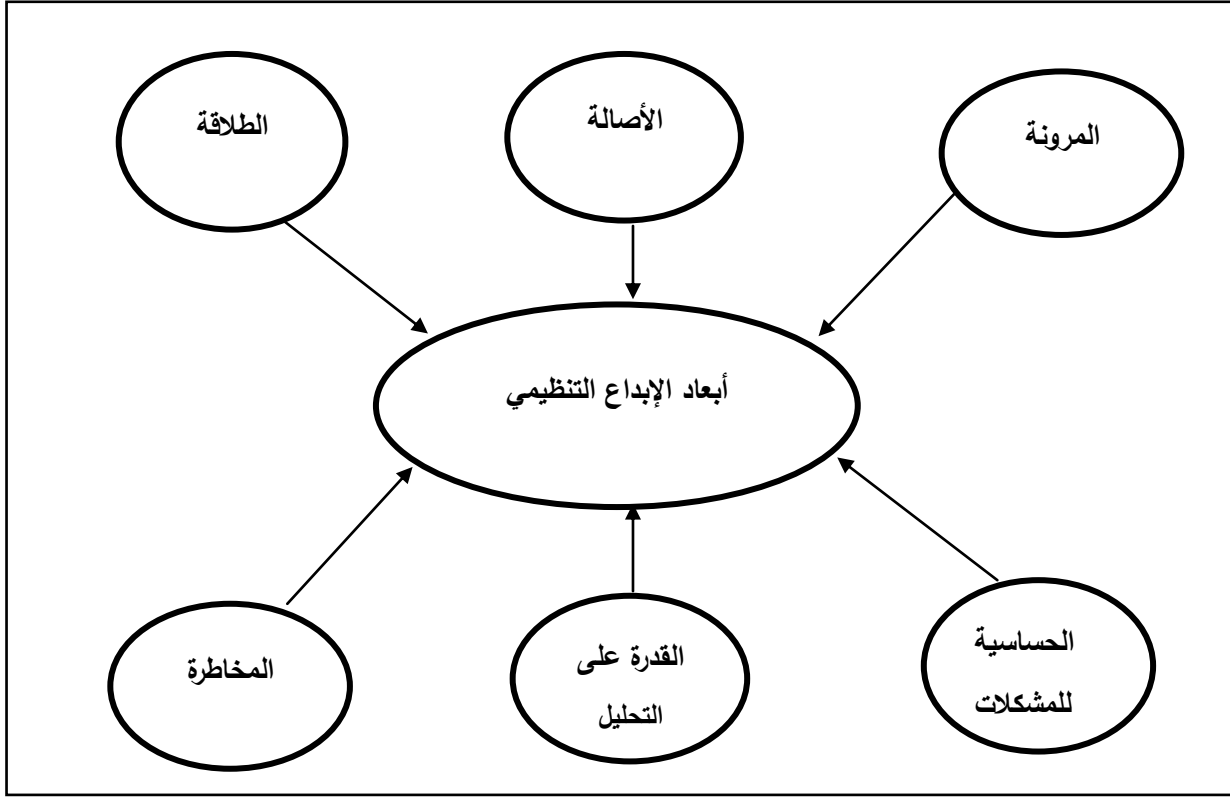 المرونة
الأصالة
الطلاقة
أبعاد الإبداع التنظيمي
الحساسية
للمشكلات
القدرة على
التحليل
المخاطرة